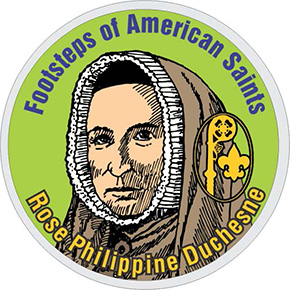 Footsteps of American Saints
Rose Philippine Duchesne